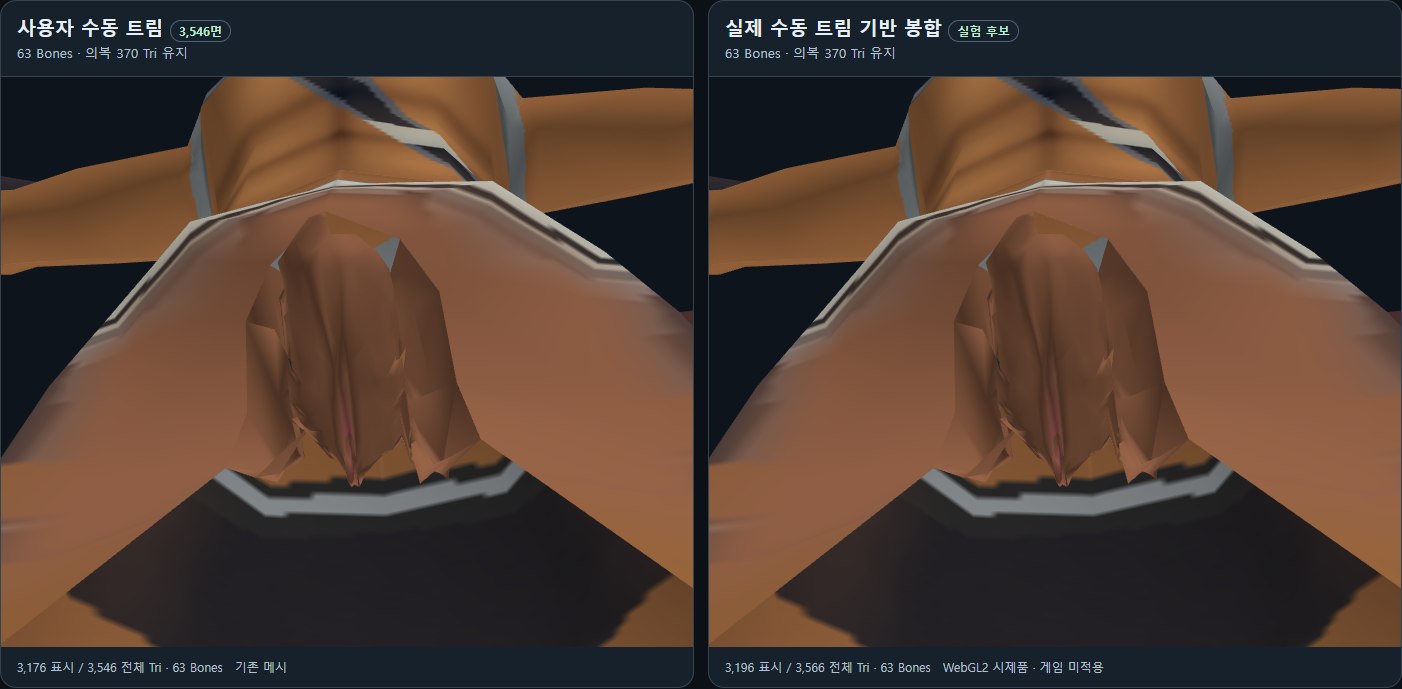 사용자 수동 트림 3,546면
63 Bones · 의복 370 Tri 유지
3,176 표시 / 3,546 전체 Tri · 63 Bones 기존 메시
실제 수동 트림 기반 봉합 실험 후보
63 Bones · 의복 370 Tri 유지
3,196 표시 / 3,566 전체 Tri · 63 Bones WebGL2 시제품 · 게임 미적용